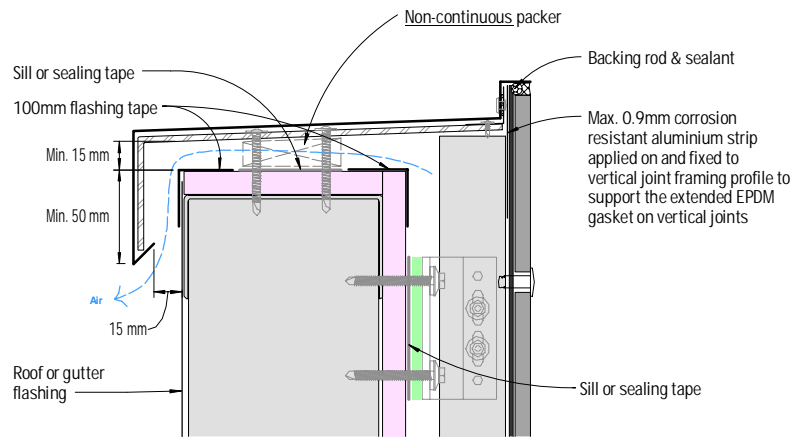 Non-continuous packer
Backing rod & sealant
Sill or sealing tape
100mm flashing tape
Max. 0.9mm corrosion
resistant aluminium strip
applied on and fixed to
vertical joint framing profile to
support the extended EPDM
gasket on vertical joints
Min. 15 mm
Min. 50 mm
Air
15 mm
Roof or gutter
flashing
Sill or sealing tape